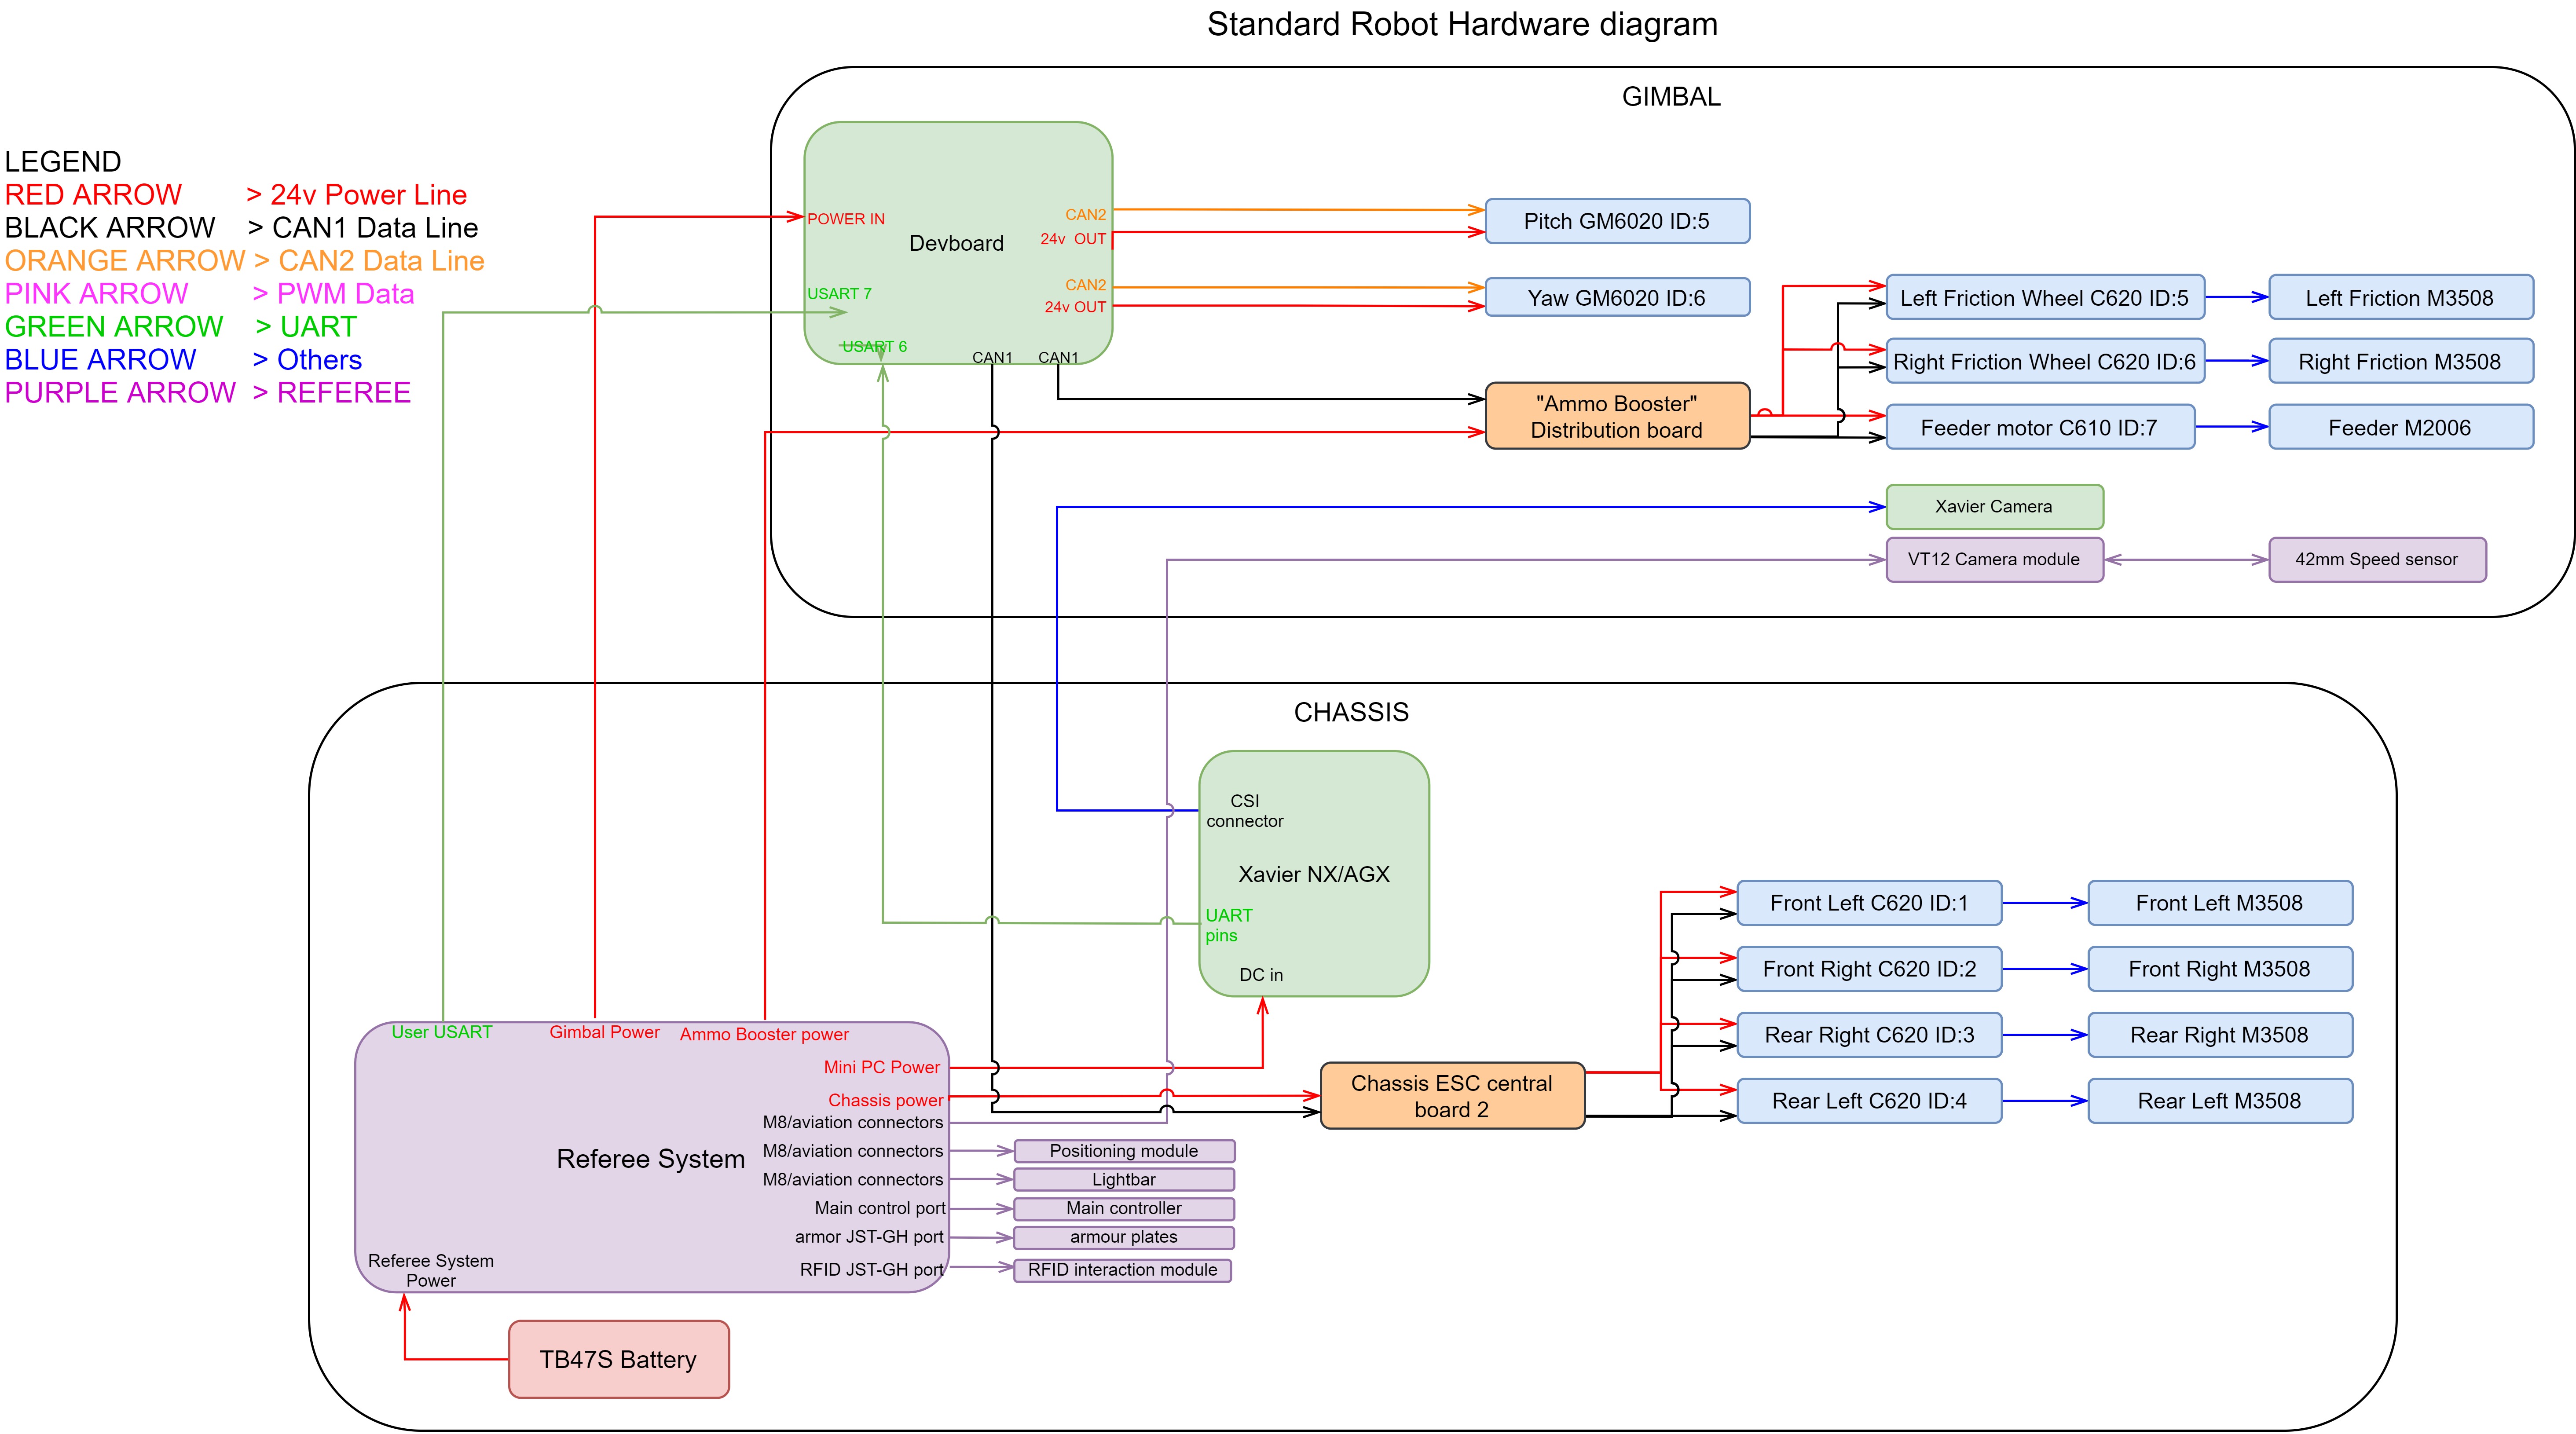 Standard Robot Hardware diagram
LEGEND
RED ARROW > 24v Power Line
BLACK ARROW > CAN1 Data Line
ORANGE ARROW > CAN2 Data Line
PINK ARROW > PWM Data
GREEN ARROW > UART
BLUE ARROW > Others
PURPLE ARROW > REFEREE
GIMBAL
POWER IN
Devboard
CAN2
24v OUT
USART 7
CAN2
24v OUT
USART 6
CAN1
CAN1
Pitch GM6020 ID:5
Yaw GM6020 ID:6
"Ammo Booster"
Distribution board
Left Friction Wheel C620 ID:5
Left Friction M3508
Right Friction Wheel C620 ID:6
Right Friction M3508
Feeder motor C610 ID:7
Feeder M2006
Xavier Camera
VT12 Camera module
42mm Speed sensor
CHASSIS
CSI
connector
Xavier NX/AGX
UART
pins
DC in
User USART
Gimbal Power
Ammo Booster power
Mini PC Power
Chassis power
M8/aviation connectors
M8/aviation connectors
M8/aviation connectors
Main control port
armor JST-GH port
RFID JST-GH port
Referee System
Referee System
Power
Positioning module
Lightbar
Main controller
armour plates
RFID interaction module
TB47S Battery
Chassis ESC central
board 2
Front Left C620 ID:1
Front Left M3508
Front Right C620 ID:2
Front Right M3508
Rear Right C620 ID:3
Rear Right M3508
Rear Left C620 ID:4
Rear Left M3508